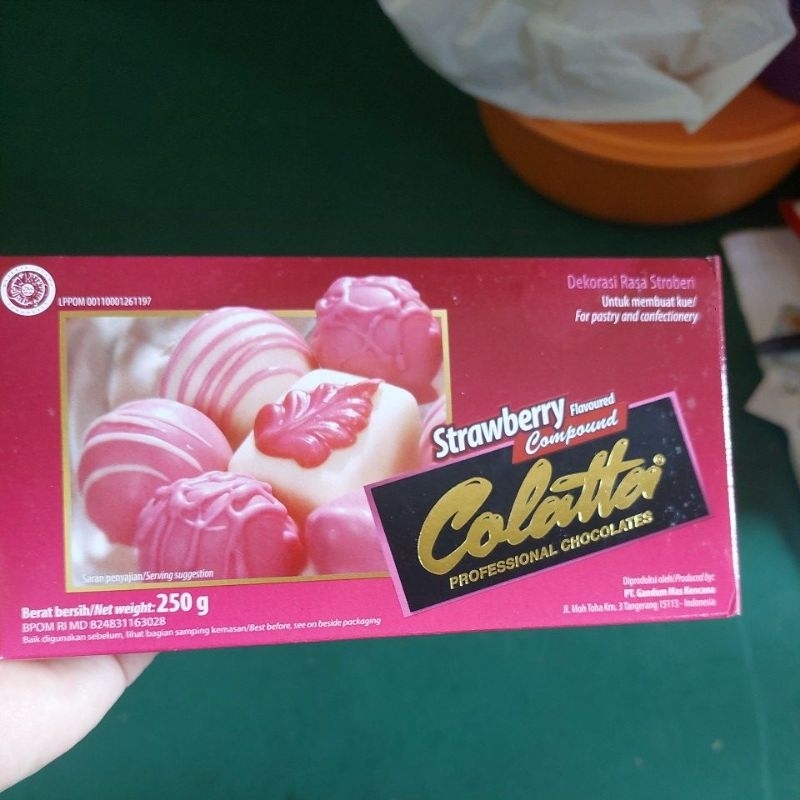 LPPOM 00110001261197
Dekorasi Rasa Stroberi
Untuk membuat kue/
For pastry and confectionery
Strawberry Flavoured
Compound
Colatta®
PROFESSIONAL CHOCOLATES
Saran penyajian/Serving suggestion
Berat bersih/Net weight: 250 g
BPOM RI MD 824831163028
Baik digunakan sebelum, lihat bagian samping kemasan/Best before, see on beside packaging
Diproduksi oleh/Produced by:
PT. Gandum Mas Kencana
Jl. Moh Toha Km. 3 Tangerang 15113 - Indonesia